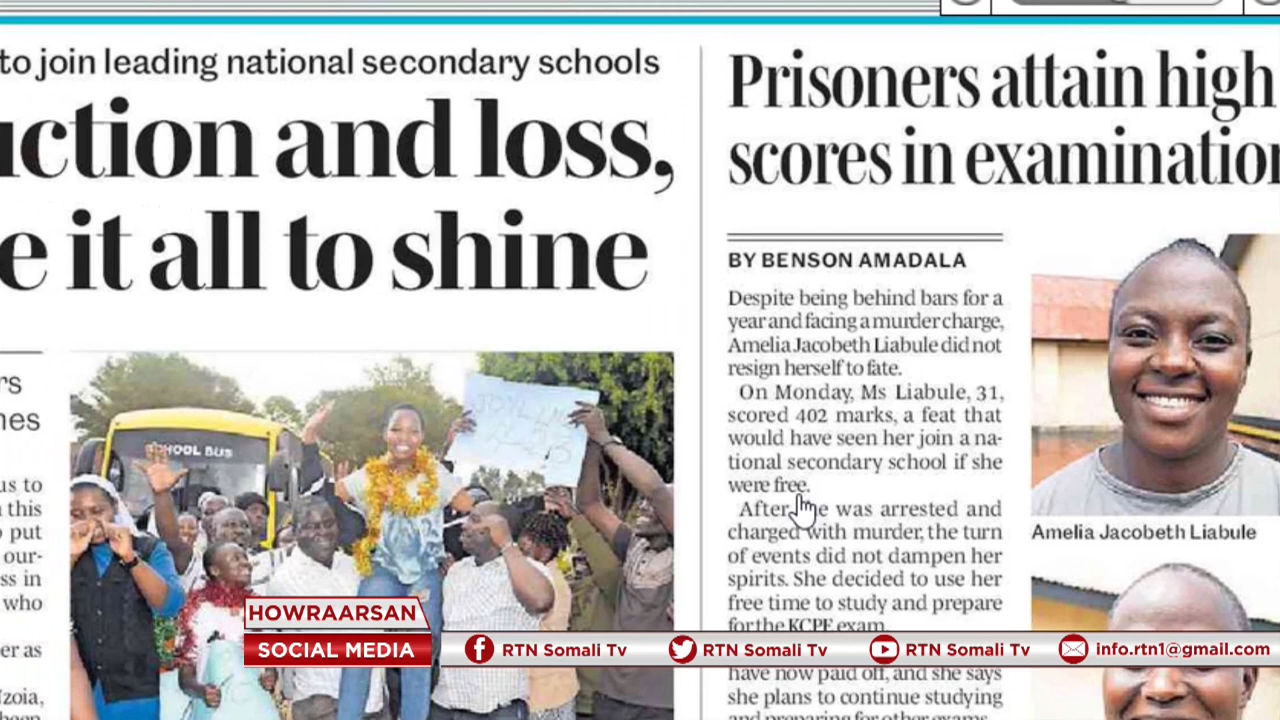 to join leading national secondary schools
uction and loss,
e it all to shine
rs
nes
us to
this
put
our-
ss in
who
er as
Nzoia,
been
SCHOOL BUS
Prisoners attain high
scores in examination
BY BENSON AMADALA
Despite being behind bars for a
year and facing a murder charge,
Amelia Jacobeth Liabule did not
resign herself to fate.
On Monday, Ms Liabule, 31,
scored 402 marks, a feat that
would have seen her join a na-
tional secondary school if she
were free.
After she was arrested and
charged with murder, the turn
of events did not dampen her
spirits. She decided to use her
free time to study and prepare
for the KCPE exam.
have now paid off, and she says
she plans to continue studying
and preparing for other exams.
Amelia Jacobeth Liabule
HOWRAARSAN
SOCIAL MEDIA
RTN Somali Tv
RTN Somali Tv
RTN Somali Tv
info.rtn1@gmail.com